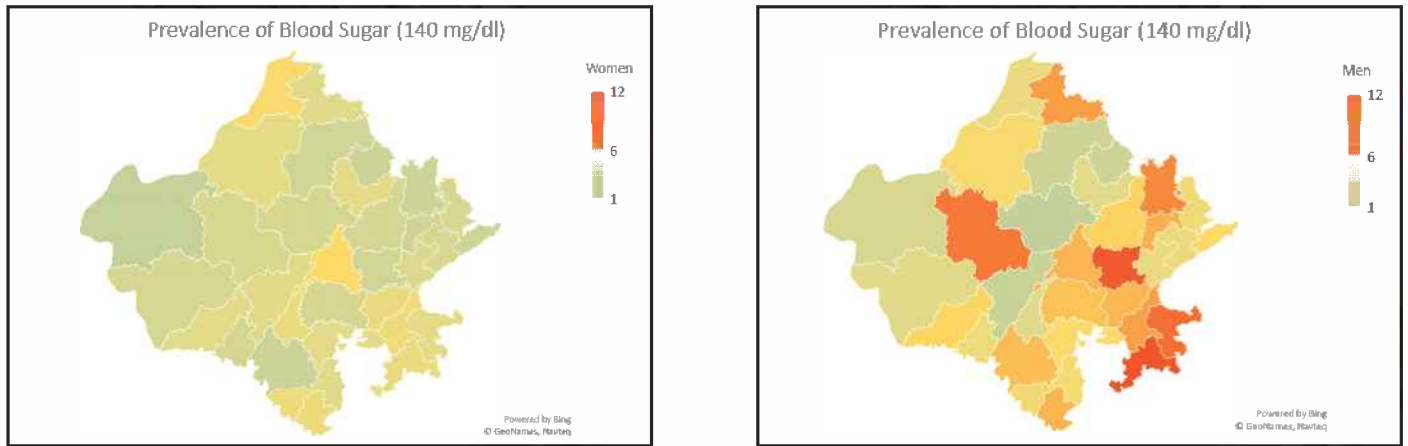 Prevalence of Blood Sugar (140 mg/dl)
Women
12
6
1
Powered by Bing
© GeoNames, Navteq
Prevalence of Blood Sugar (140 mg/dl)
Men
12
6
1
Powered by Bing
© GeoNames, Navteq